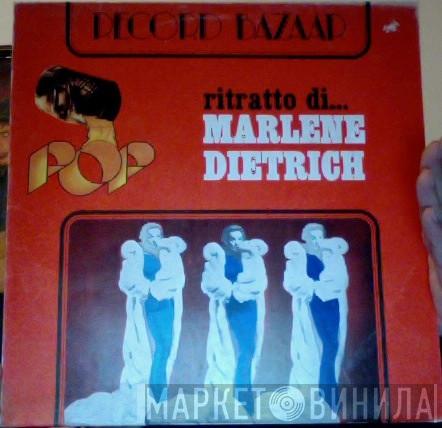 RECORD BAZAAR
POP
ritratto di...
MARLENE
DIETRICH
МАРКЕТ ВИНИЛА